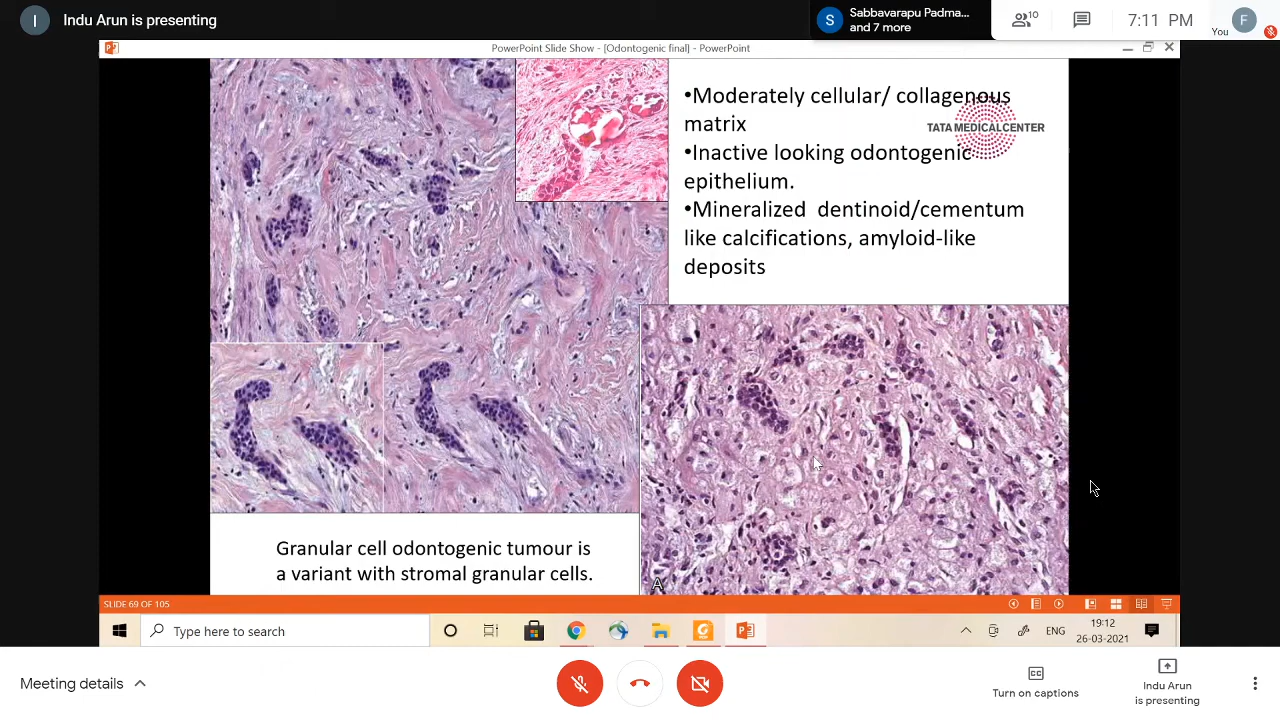 I
Indu Arun is presenting
S
Sabbavarapu Padma...
and 7 more
10
7:11 PM
You
F
PowerPoint Slide Show - [Odontogenic final] - PowerPoint
•Moderately cellular/ collagenous
matrix
TATA MEDICAL CENTER
•Inactive looking odontogenic
epithelium.
•Mineralized dentinoid/cementum
like calcifications, amyloid-like
deposits
Granular cell odontogenic tumour is
a variant with stromal granular cells.
A
SLIDE 69 OF 105
Type here to search
ENG
19:12
26-03-2021
Meeting details
CC
Turn on captions
Indu Arun
is presenting